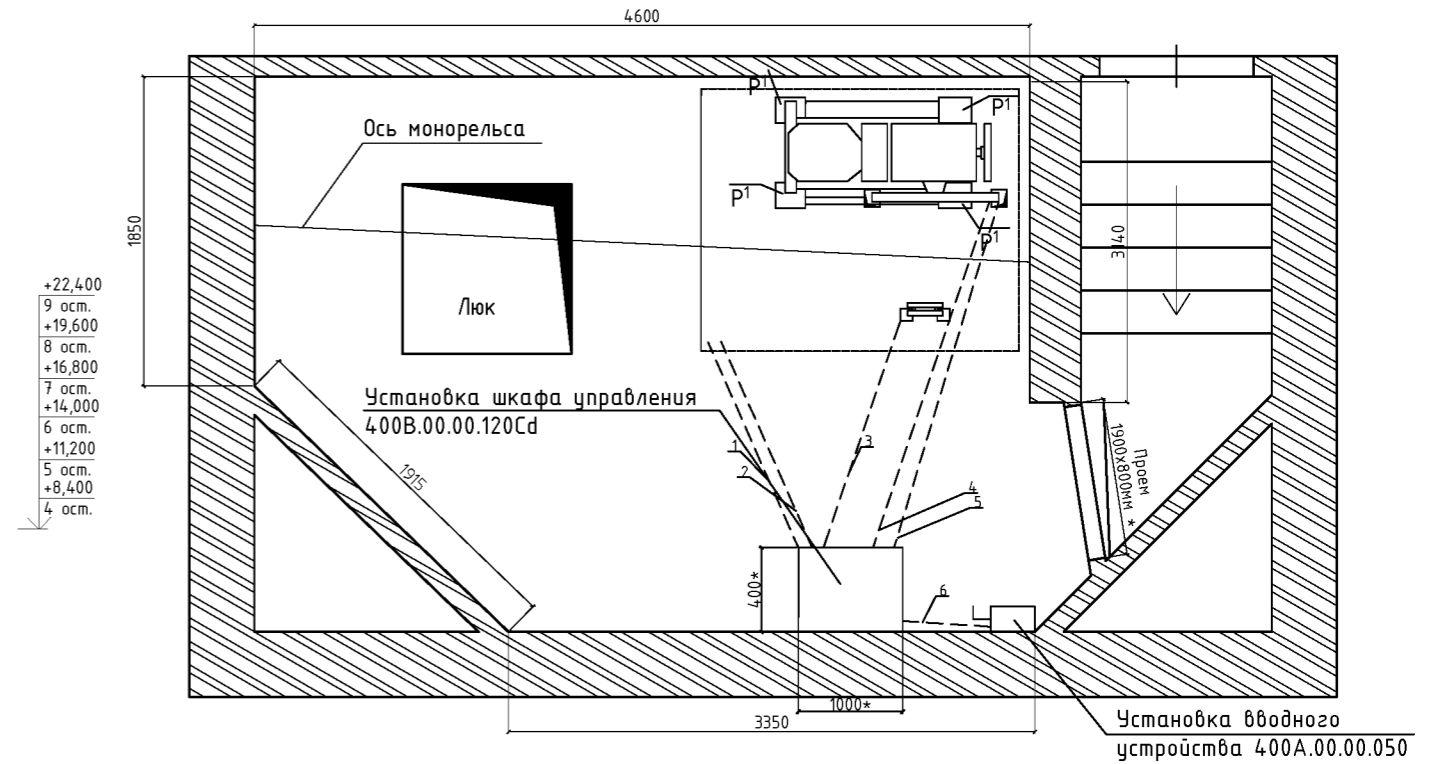 4600
P1
P1
Ось монорельса
P1
P1
1850
3140
Люк
+22,400
9 ост.
+19,600
8 ост.
+16,800
7 ост.
+14,000
6 ост.
+11,200
5 ост.
+8,400
4 ост.
Установка шкафа управления
400В.00.00.120Cd
1915
1
2
3
4
5
Проем
1900х800мм *
400*
6
1000*
3350
Установка вводного
устройства 400А.00.00.050